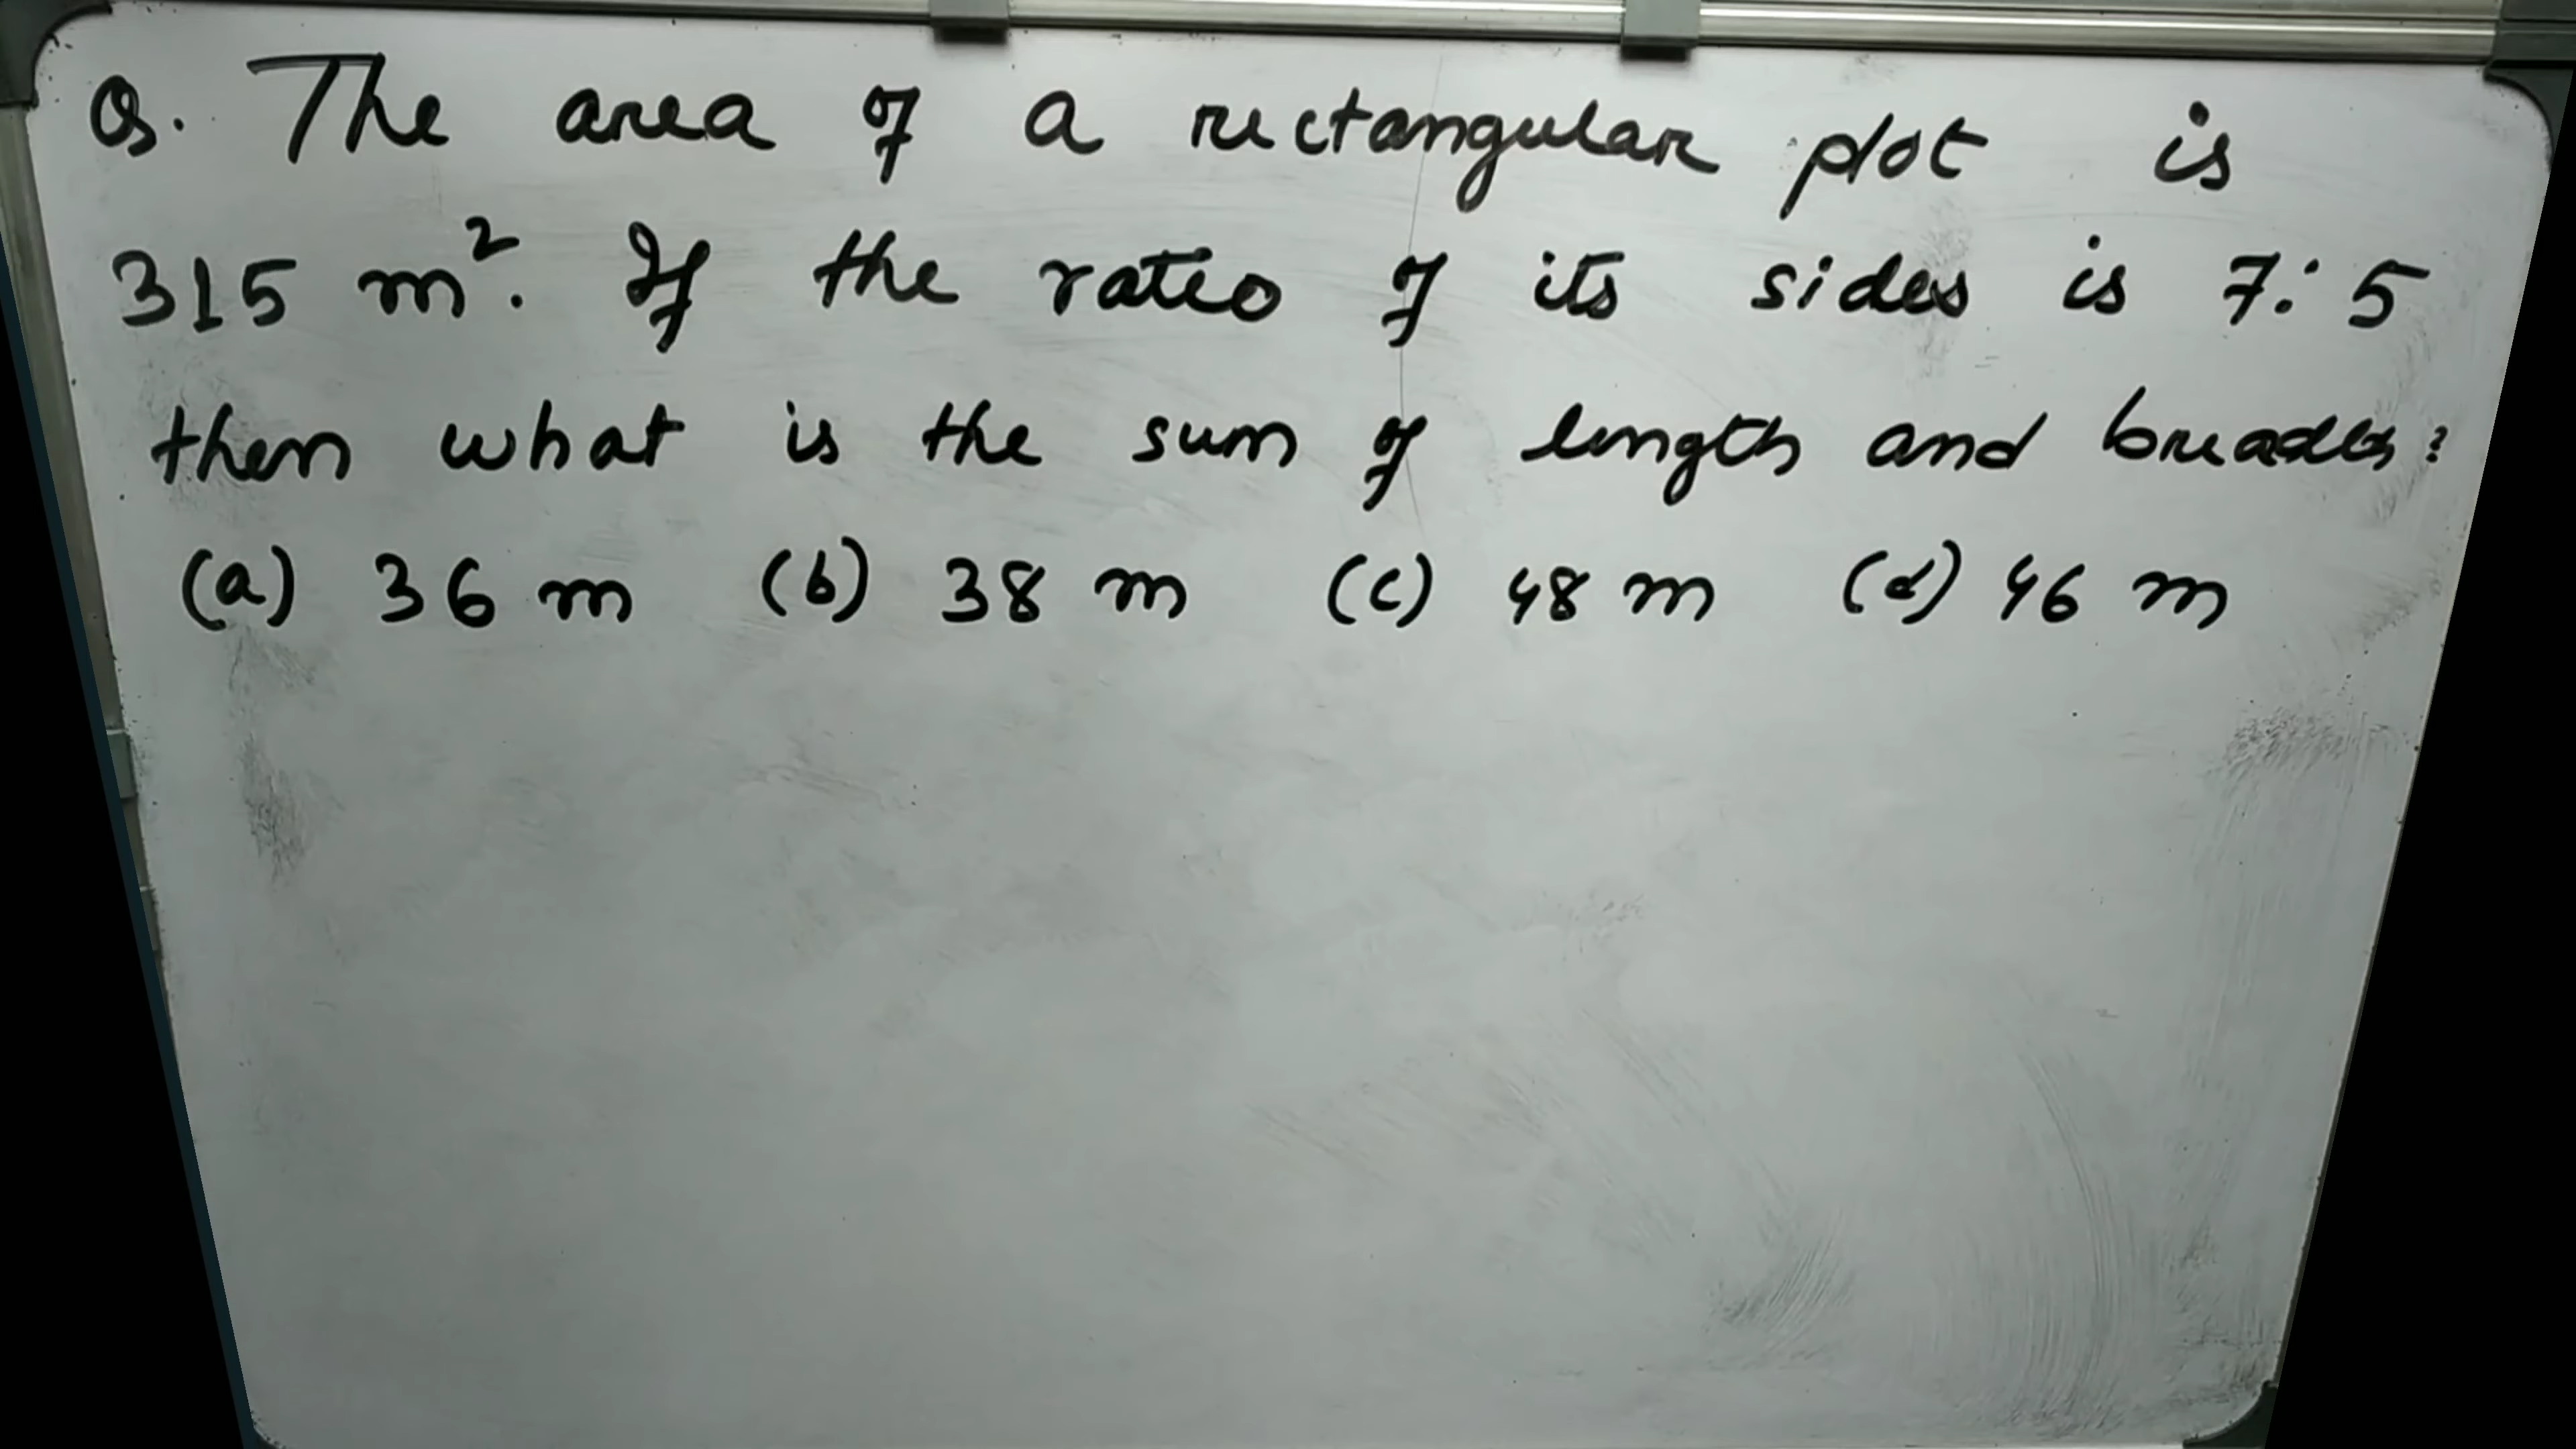 Q. The area of a rectangular plot is
315 m². If the ratio of its sides is 7:5
then what is the sum of length and breadth?
(a) 36 m (b) 38 m (c) 48 m (d) 46 m